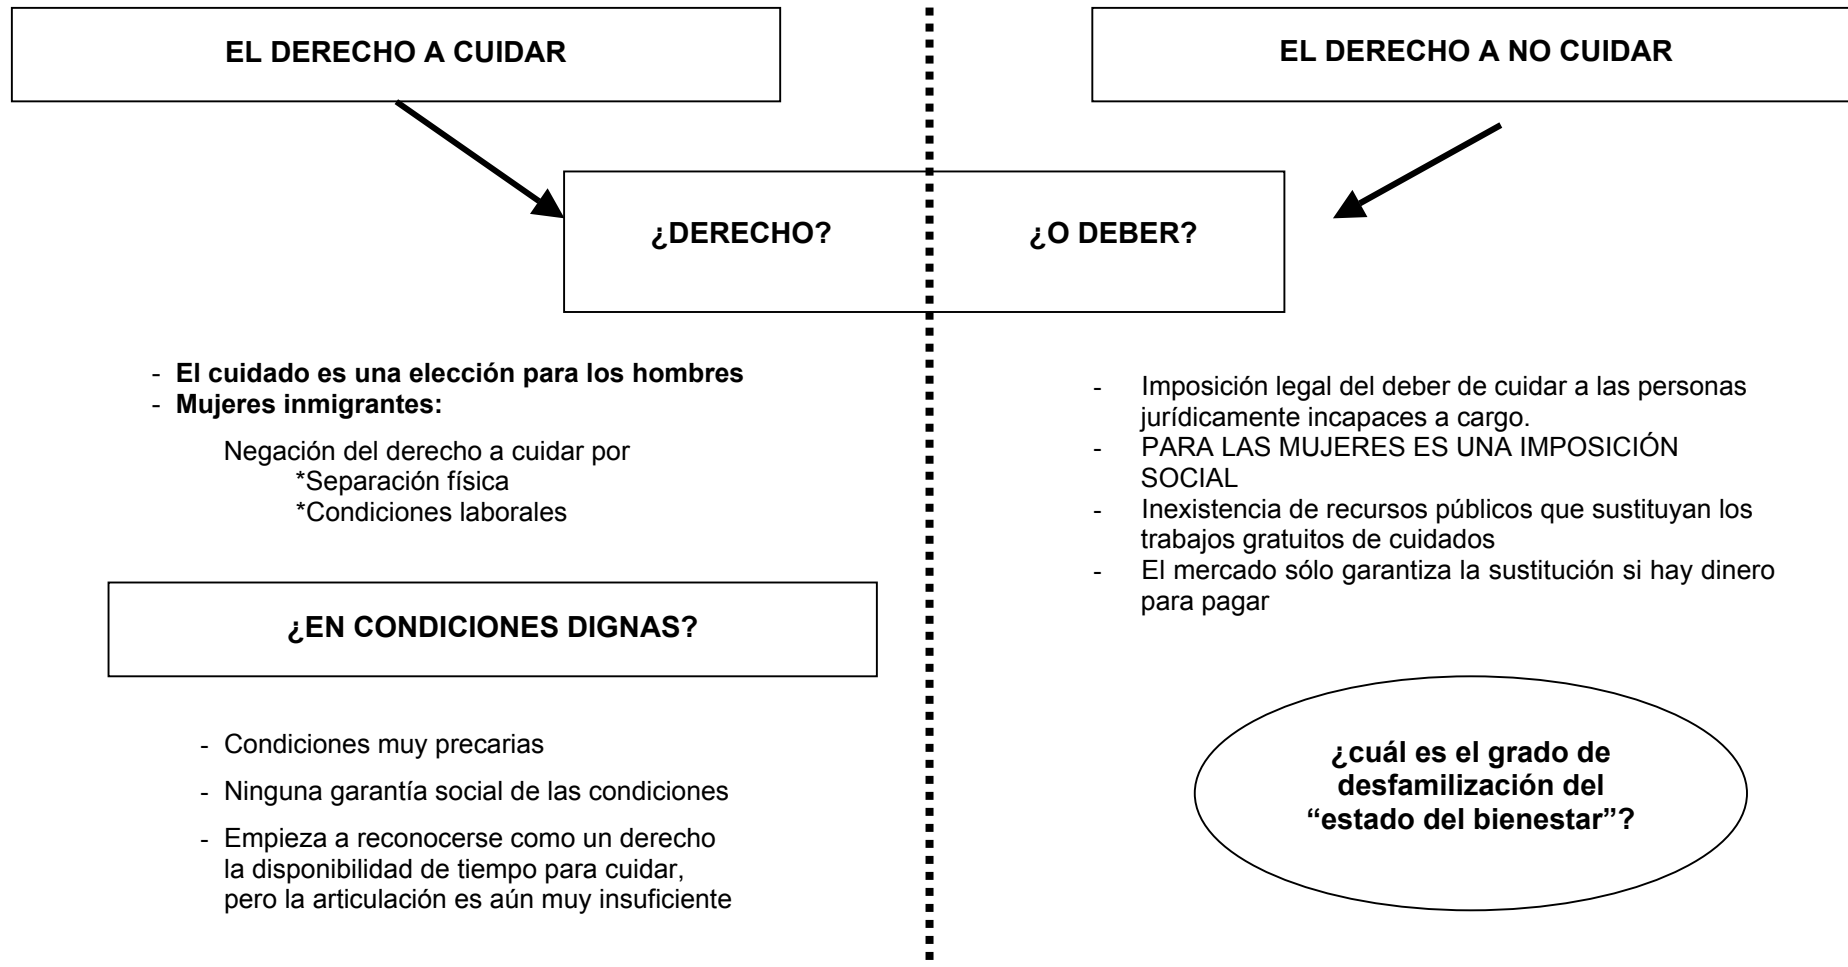 EL DERECHO A CUIDAR
EL DERECHO A NO CUIDAR
¿DERECHO?
¿O DEBER?
- El cuidado es una elección para los hombres
- Mujeres inmigrantes:
Negación del derecho a cuidar por
*Separación física
*Condiciones laborales
¿EN CONDICIONES DIGNAS?
- Condiciones muy precarias
- Ninguna garantía social de las condiciones
- Empieza a reconocerse como un derecho
la disponibilidad de tiempo para cuidar,
pero la articulación es aún muy insuficiente
- Imposición legal del deber de cuidar a las personas
jurídicamente incapaces a cargo.
- PARA LAS MUJERES ES UNA IMPOSICIÓN
SOCIAL
- Inexistencia de recursos públicos que sustituyan los
trabajos gratuitos de cuidados
- El mercado sólo garantiza la sustitución si hay dinero
para pagar
¿cuál es el grado de
desfamilización del
“estado del bienestar”?